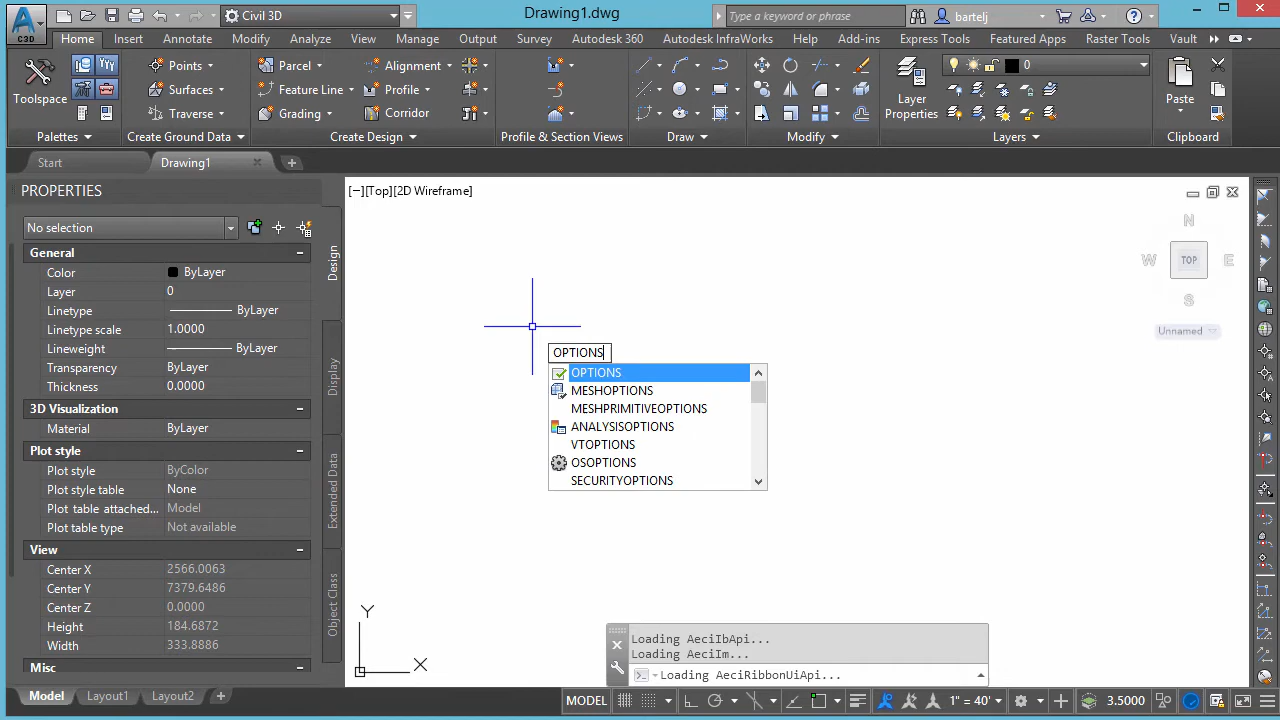 Civil 3D
Drawing1.dwg
Type a keyword or phrase
bartelj
C3D
Home Insert Annotate Modify Analyze View Manage Output Survey Autodesk 360 Autodesk InfraWorks Help Add-ins Express Tools Featured Apps Raster Tools Vault
Toolspace
Points
Surfaces
Traverse
Parcel
Feature Line
Grading
Alignment
Profile
Corridor
Layer
Properties
0
Paste
Palettes Create Ground Data Create Design Profile & Section Views Draw Modify Layers Clipboard
Start Drawing1
PROPERTIES
No selection
General
Color ByLayer
Layer 0
Linetype ByLayer
Linetype scale 1.0000
Lineweight ByLayer
Transparency ByLayer
Thickness 0.0000
3D Visualization
Material ByLayer
Plot style
Plot style ByColor
Plot style table None
Plot table attached... Model
Plot table type Not available
View
Center X 2566.0063
Center Y 7379.6486
Center Z 0.0000
Height 184.6872
Width 333.8886
Misc
Design
Display
Extended Data
Object Class
[−][Top][2D Wireframe]
N
W TOP E
S
Unnamed
OPTIONS
OPTIONS
MESHOPTIONS
MESHPRIMITIVEOPTIONS
ANALYSISOPTIONS
VTOPTIONS
OSOPTIONS
SECURITYOPTIONS
Y
X
Loading AeciIbApi...
Loading AeciIm...
Loading AeciRibbonUiApi...
Model Layout1 Layout2
MODEL 1" = 40' 3.5000